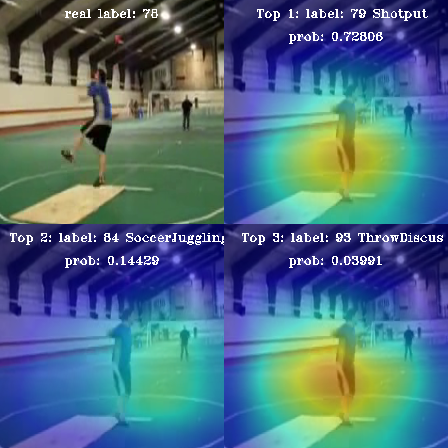 real label: 78
Top 1: label: 79 Shotput
prob: 0.72806
Top 2: label: 84 SoccerJuggling
prob: 0.14429
Top 3: label: 93 ThrowDiscus
prob: 0.03991